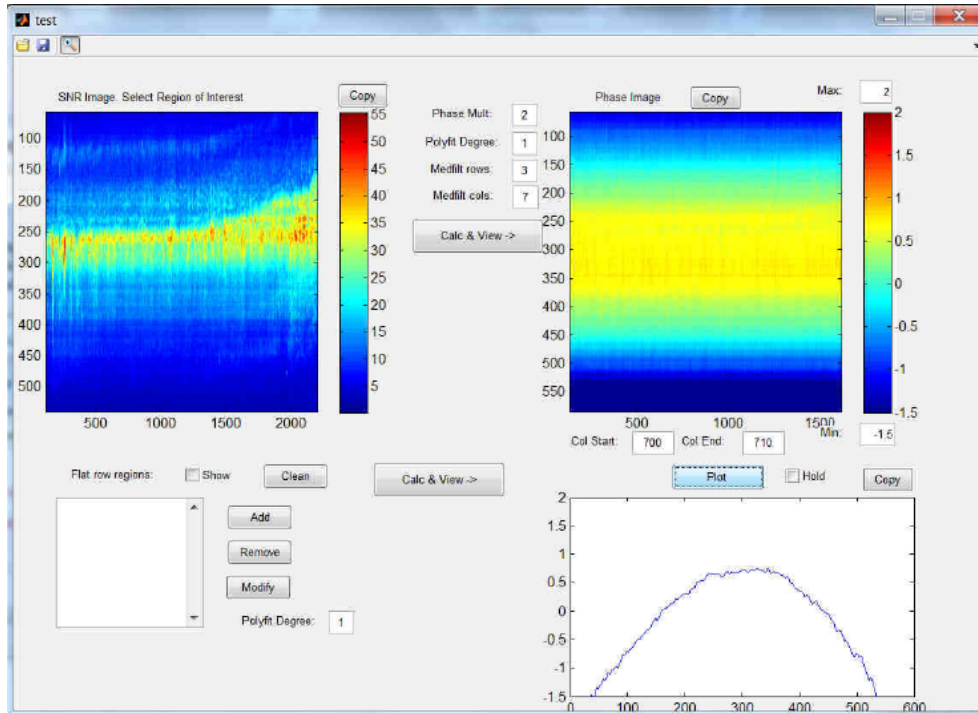 test
SNR Image. Select Region of Interest
Copy
55
50
45
40
35
30
25
20
15
10
5
100
150
200
250
300
350
400
450
500
500
1000
1500
2000
Phase Mult: 2
Polyfit Degree: 1
Medfilt rows: 3
Medfilt cols: 7
Calc & View ->
Phase Image
Copy
Max: 2
2
1.5
1
0.5
0
-0.5
-1
-1.5
100
150
200
250
300
350
400
450
500
550
500
1000
1500
Min: -1.5
Col Start: 700 Col End: 710
Flat row regions:
Show
Clean
Calc & View ->
Add
Remove
Modify
Polyfit Degree: 1
Plot
Hold
Copy
2
1.5
1
0.5
0
-0.5
-1
-1.5
0
100
200
300
400
500
600